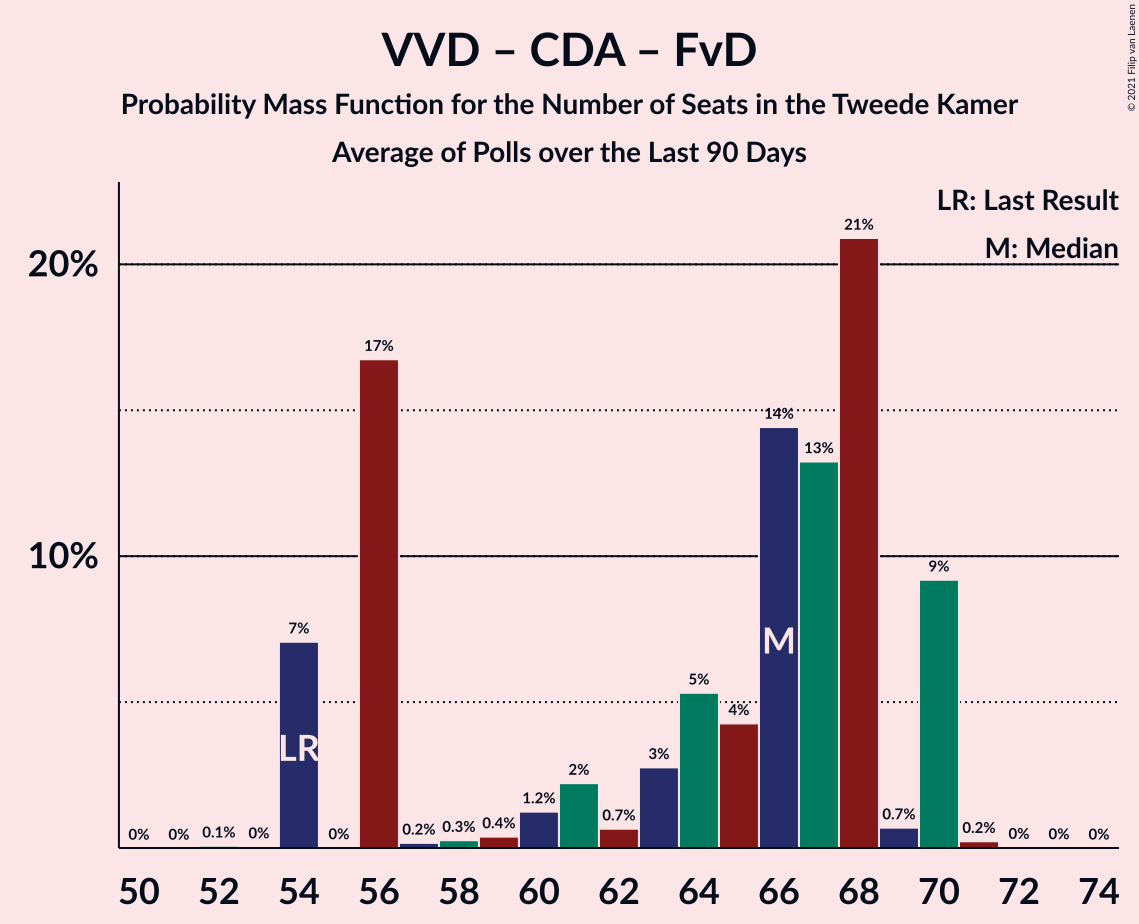 VVD – CDA – FvD
Probability Mass Function for the Number of Seats in the Tweede Kamer
Average of Polls over the Last 90 Days
© 2021 Filip van Laenen
LR: Last Result
M: Median
20%
10%
0% 0% 0.1% 0% 7% 0% 17% 0.2% 0.3% 0.4% 1.2% 2% 0.7% 3% 5% 4% 14% 13% 21% 0.7% 9% 0.2% 0% 0% 0%
LR M
50 52 54 56 58 60 62 64 66 68 70 72 74